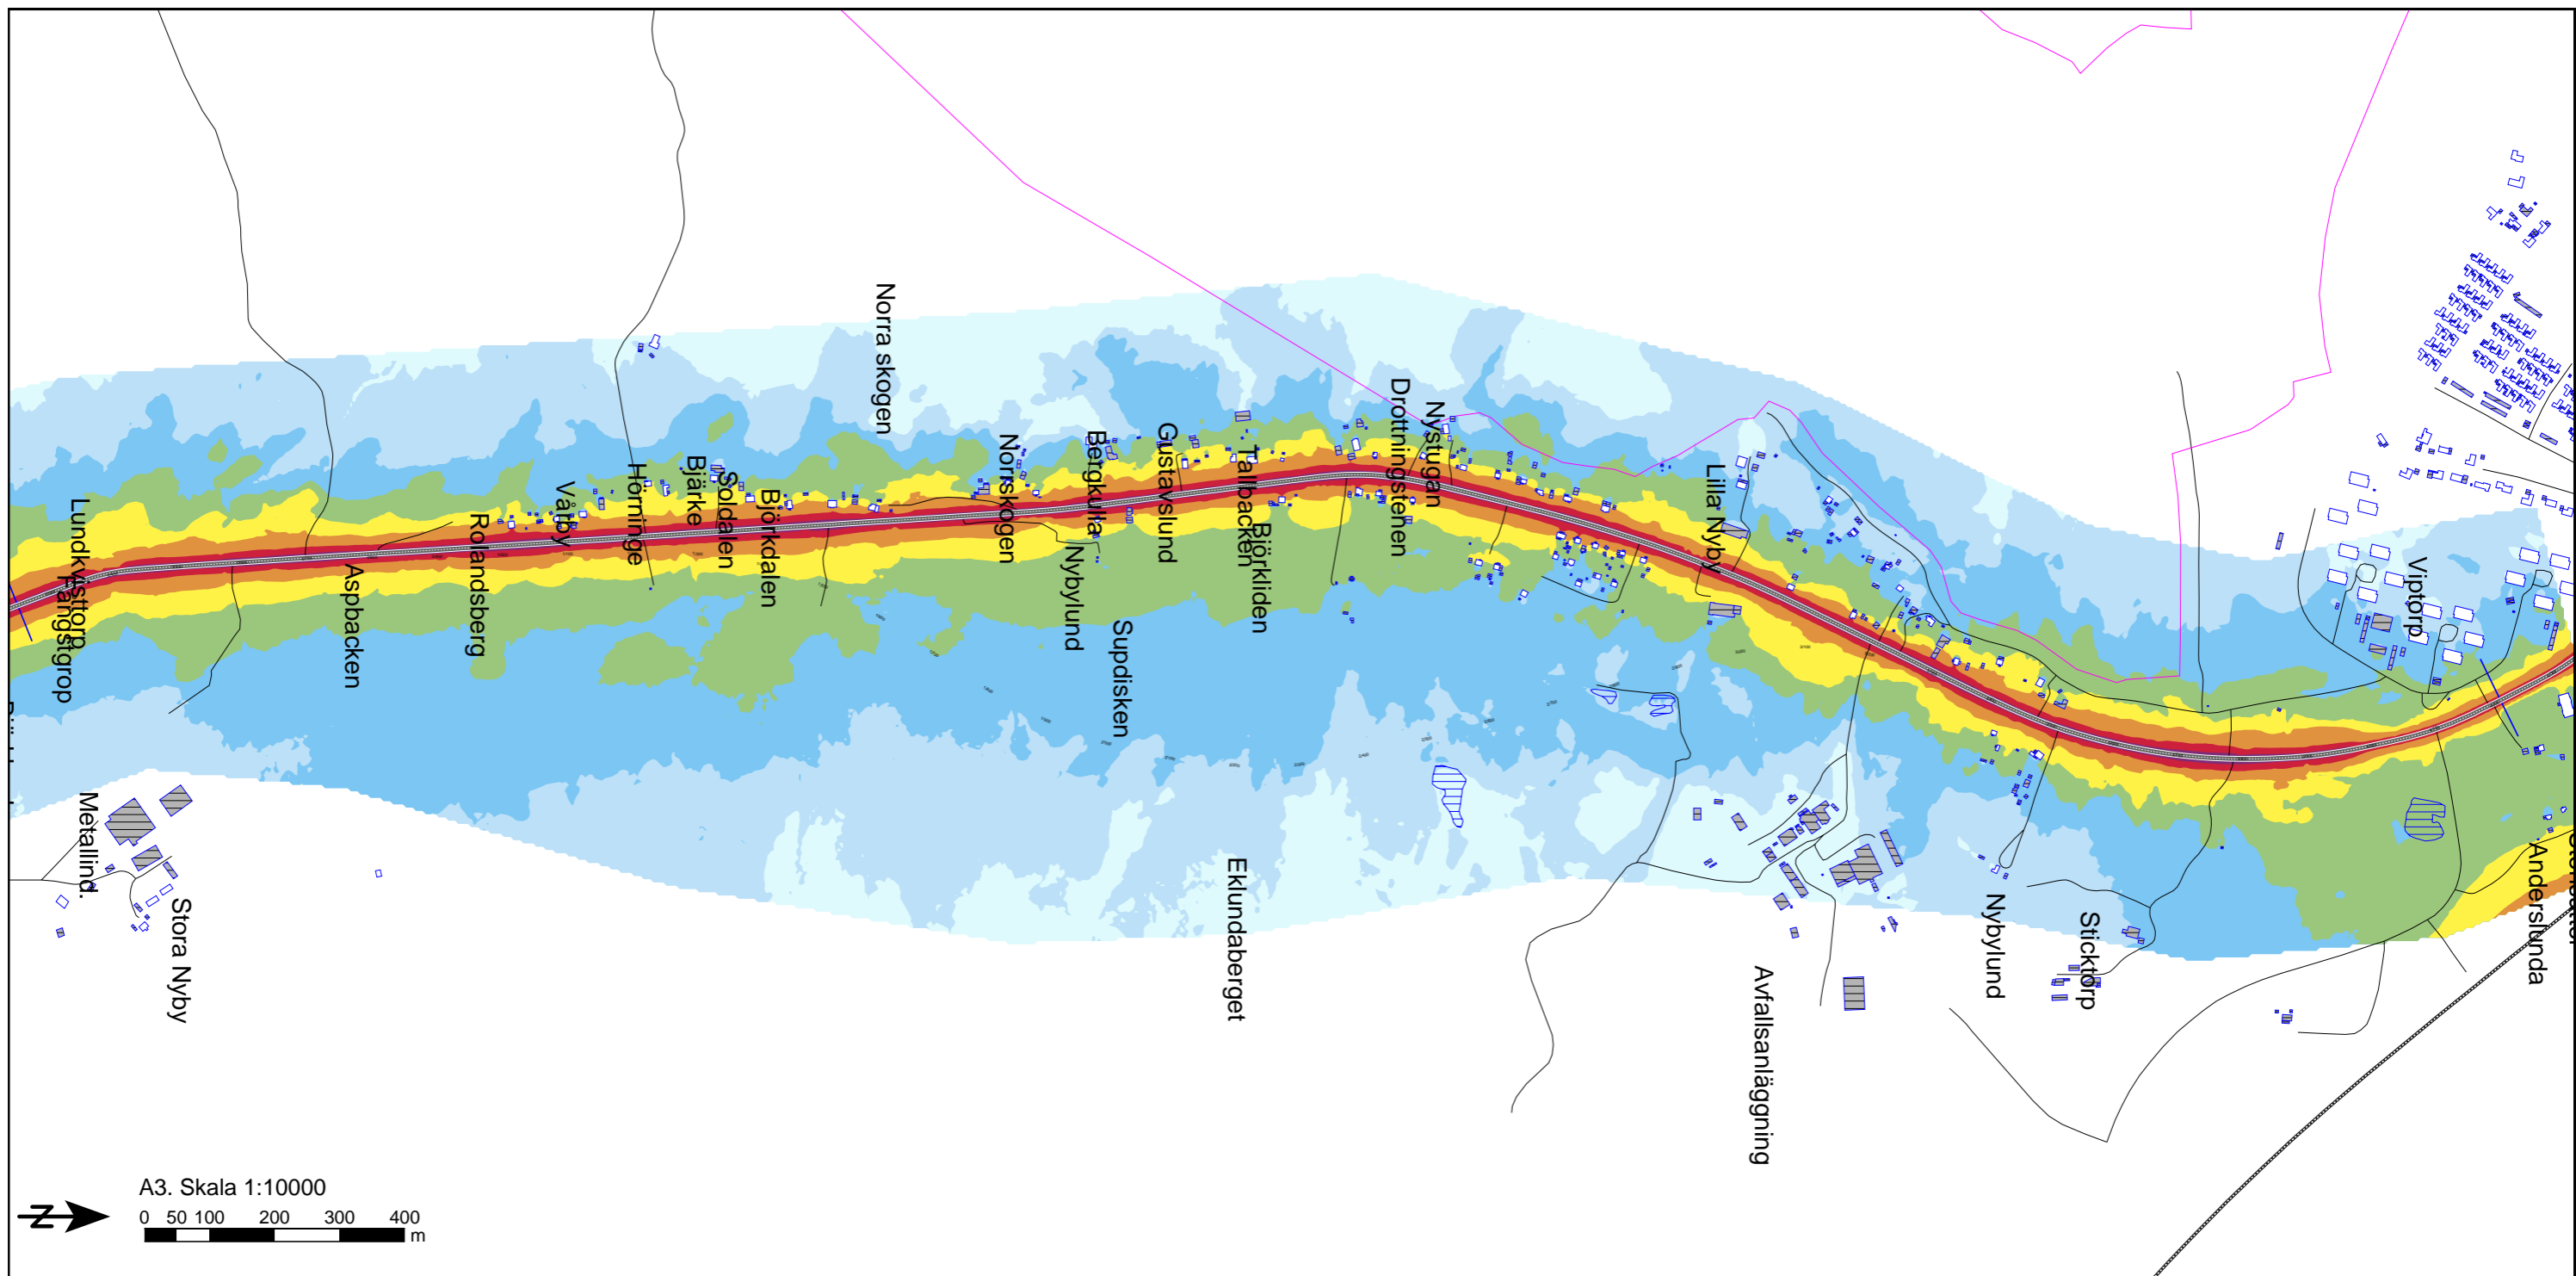 Norra skogen
Drottningstenen
Nystugan
Gustavslund
Bergkulla
Norrskogen
Tallbacken
Björkliden
Lilla Nyby
Hörninge
Bjärke
Soldalen
Björkdalen
Vårby
Rolandsberg
Lundkvisttorp
Aspbacken
Nybylund
Supdisken
Viptorp
Metallind.
Stora Nyby
Eklundaberget
Avfallsanläggning
Nybylund
Sticktorp
Anderslunda
A3. Skala 1:10000
0 50 100 200 300 400
m
N